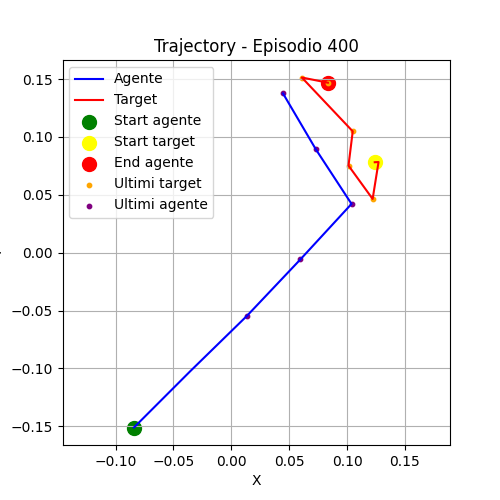 Trajectory - Episodio 400
Agente
Target
Start agente
Start target
End agente
Ultimi target
Ultimi agente
0.15
0.10
0.05
0.00
−0.05
−0.10
−0.15
−0.10
−0.05
0.00
0.05
0.10
0.15
X